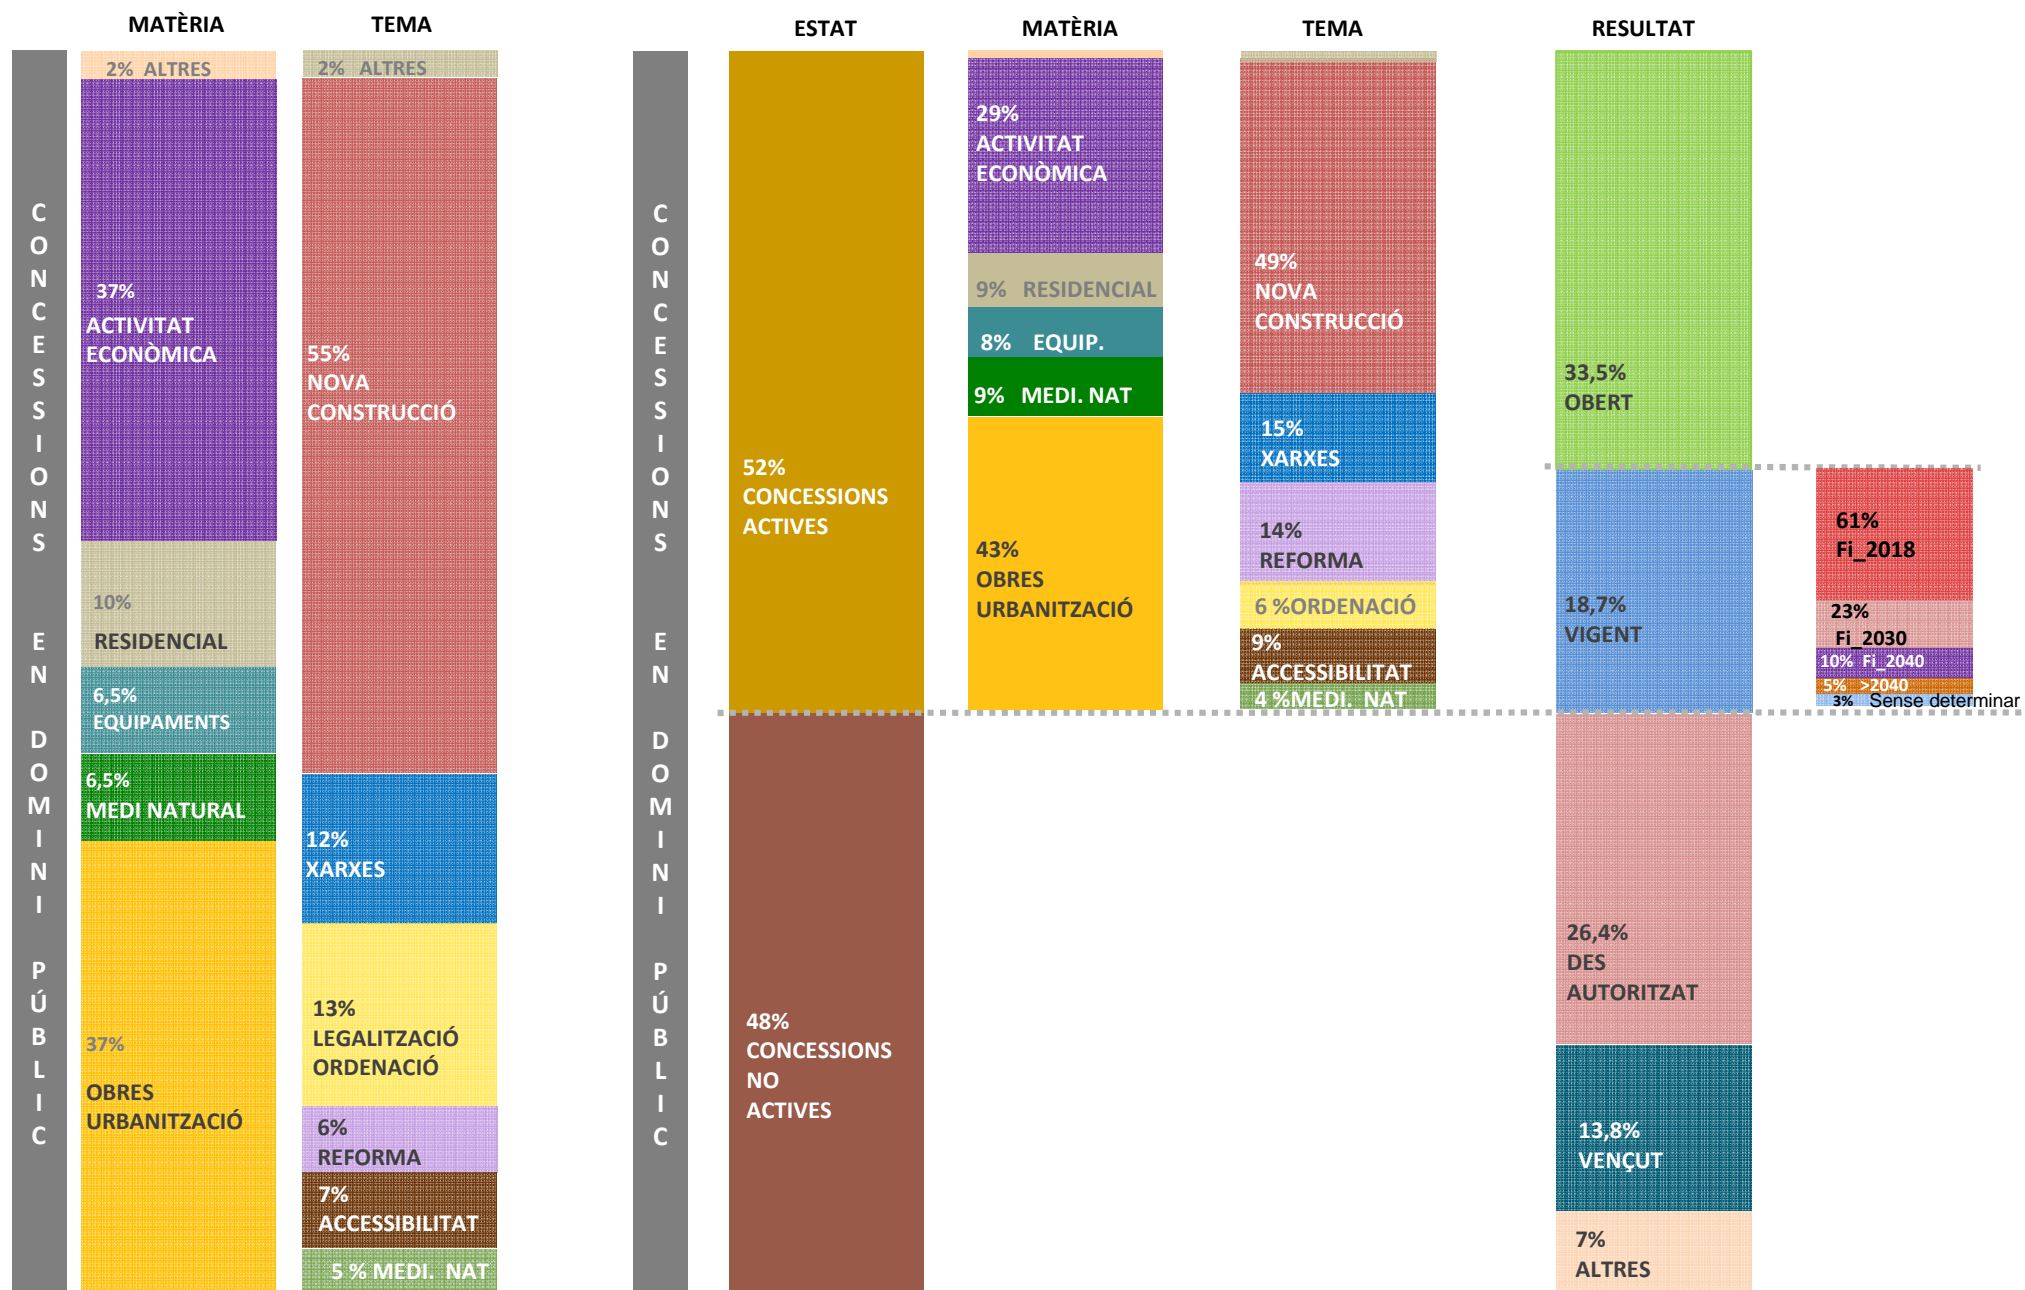 MATÈRIA
TEMA
CONCESSIONS EN DOMINI PÚBLIC
2% ALTRES
37%
ACTIVITAT
ECONÒMICA
10%
RESIDENCIAL
6,5%
EQUIPAMENTS
6,5%
MEDI NATURAL
37%
OBRES
URBANITZACIÓ
2% ALTRES
55%
NOVA
CONSTRUCCIÓ
12%
XARXES
13%
LEGALITZACIÓ
ORDENACIÓ
6%
REFORMA
7%
ACCESSIBILITAT
5 % MEDI. NAT
ESTAT
MATÈRIA
TEMA
RESULTAT
CONCESSIONS EN DOMINI PÚBLIC
52%
CONCESSIONS
ACTIVES
48%
CONCESSIONS
NO
ACTIVES
29%
ACTIVITAT
ECONÒMICA
9% RESIDENCIAL
8% EQUIP.
9% MEDI. NAT
43%
OBRES
URBANITZACIÓ
49%
NOVA
CONSTRUCCIÓ
15%
XARXES
14%
REFORMA
6 %ORDENACIÓ
9%
ACCESSIBILITAT
4 %MEDI. NAT
33,5%
OBERT
18,7%
VIGENT
26,4%
DES
AUTORITZAT
13,8%
VENÇUT
7%
ALTRES
61%
Fi_2018
23%
Fi_2030
10% Fi_2040
5% >2040
3% Sense determinar